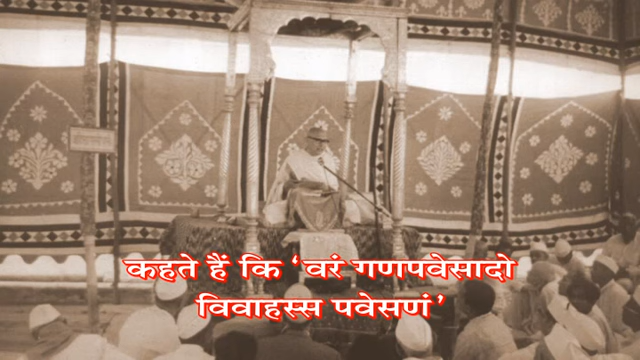 कहते हैं कि ‘वरं गणपवेसादो
विवाहस्स पवेसणं’